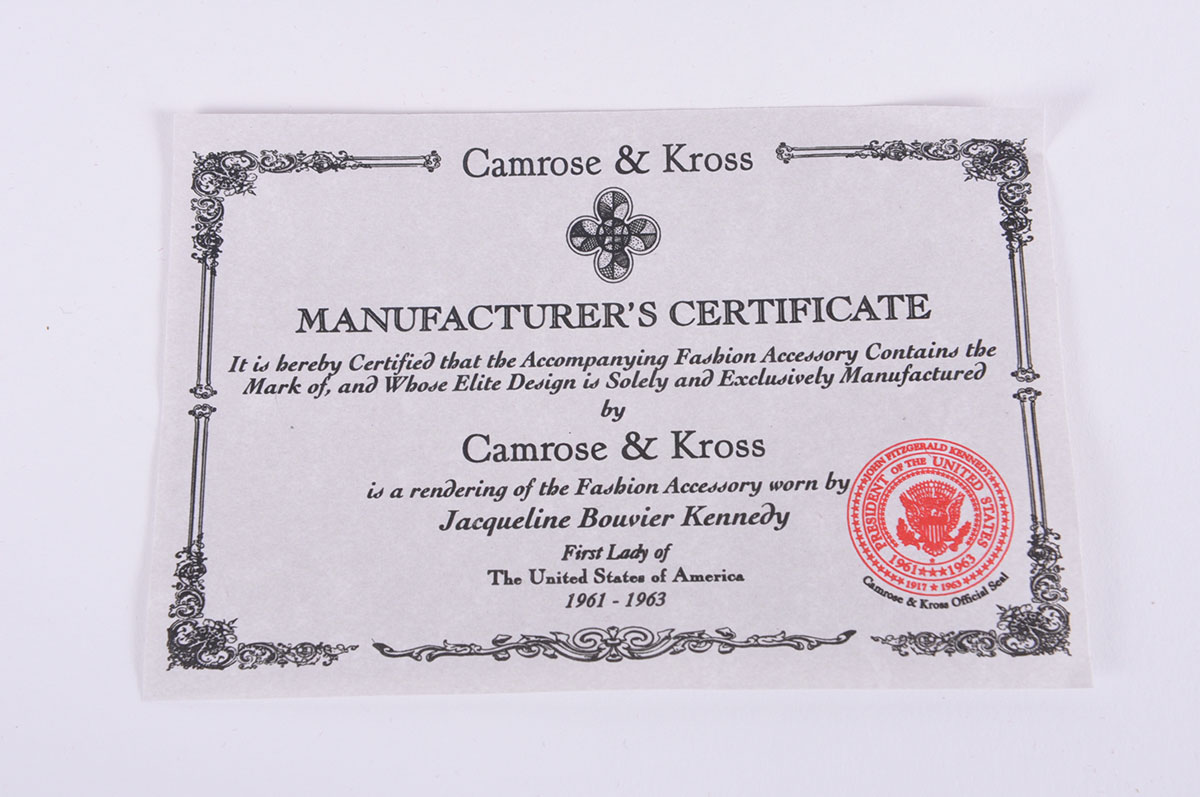 Camrose & Kross
MANUFACTURER'S CERTIFICATE
It is hereby Certified that the Accompanying Fashion Accessory Contains the
Mark of, and Whose Elite Design is Solely and Exclusively Manufactured
by
Camrose & Kross
is a rendering of the Fashion Accessory worn by
Jacqueline Bouvier Kennedy
First Lady of
The United States of America
1961 - 1963
JOHN FITZGERALD KENNEDY
PRESIDENT OF THE UNITED STATES
1961★★★1963
1917 ★ 1963
Camrose & Kross Official Seal